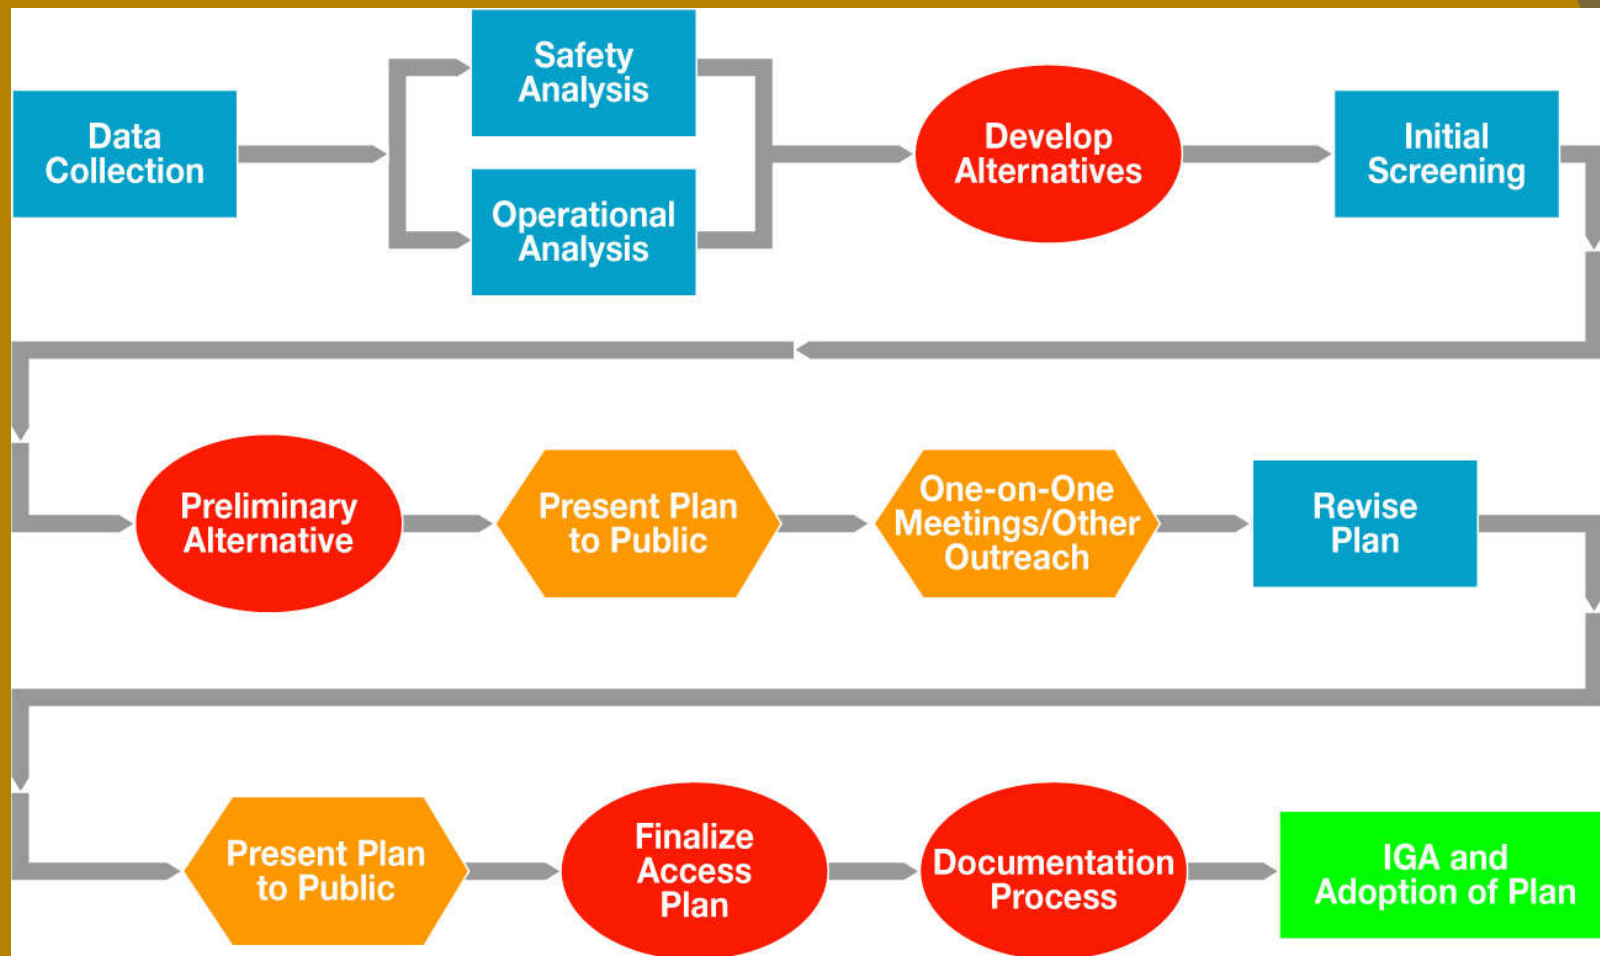 Data
Collection
Safety
Analysis
Operational
Analysis
Develop
Alternatives
Initial
Screening
Preliminary
Alternative
Present Plan
to Public
One-on-One
Meetings/Other
Outreach
Revise
Plan
Present Plan
to Public
Finalize
Access
Plan
Documentation
Process
IGA and
Adoption of Plan